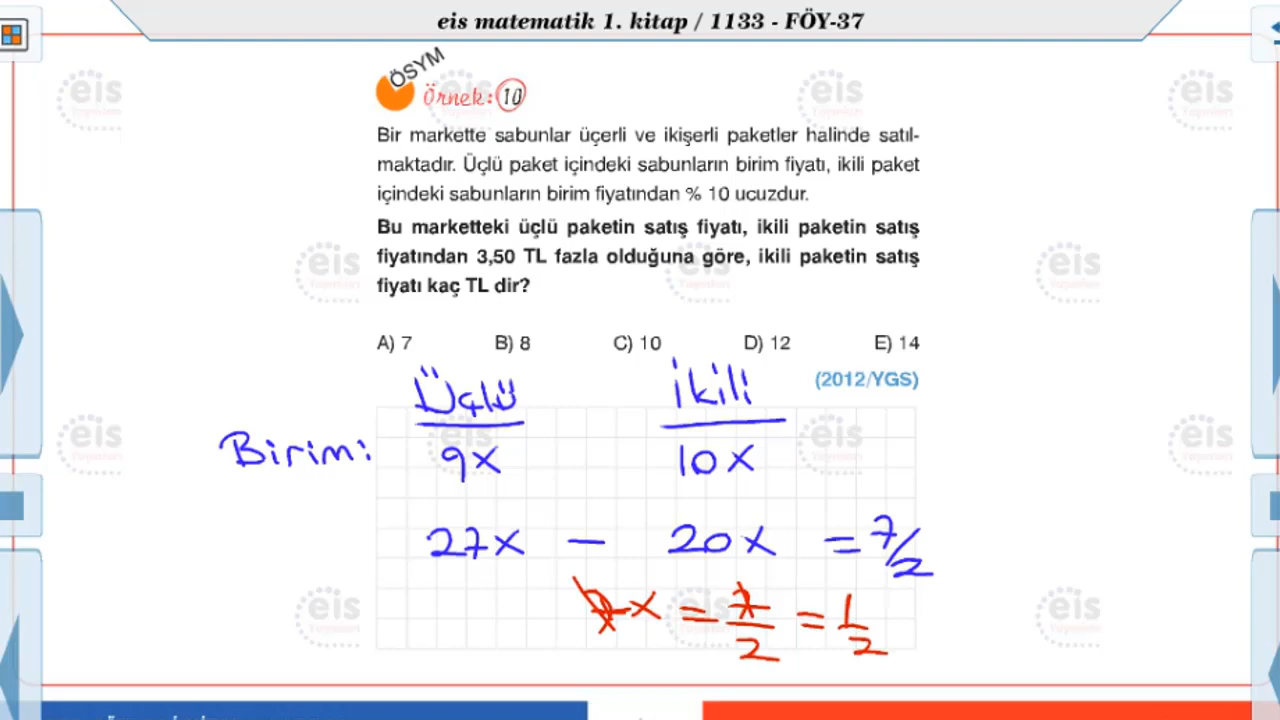 eis matematik 1. kitap / 1133 - FÖY-37
ÖSYM
Örnek: 10
Bir markette sabunlar üçerli ve ikişerli paketler halinde satıl-
maktadır. Üçlü paket içindeki sabunların birim fiyatı, ikili paket
içindeki sabunların birim fiyatından % 10 ucuzdur.
Bu marketteki üçlü paketin satış fiyatı, ikili paketin satış
fiyatından 3,50 TL fazla olduğuna göre, ikili paketin satış
fiyatı kaç TL dir?
A) 7 B) 8 C) 10 D) 12 E) 14
(2012/YGS)
Üçlü İkili
Birim: 9x 10x
27x - 20x = 7/2
7x = 7/2 = 1/2
eis Yayınları